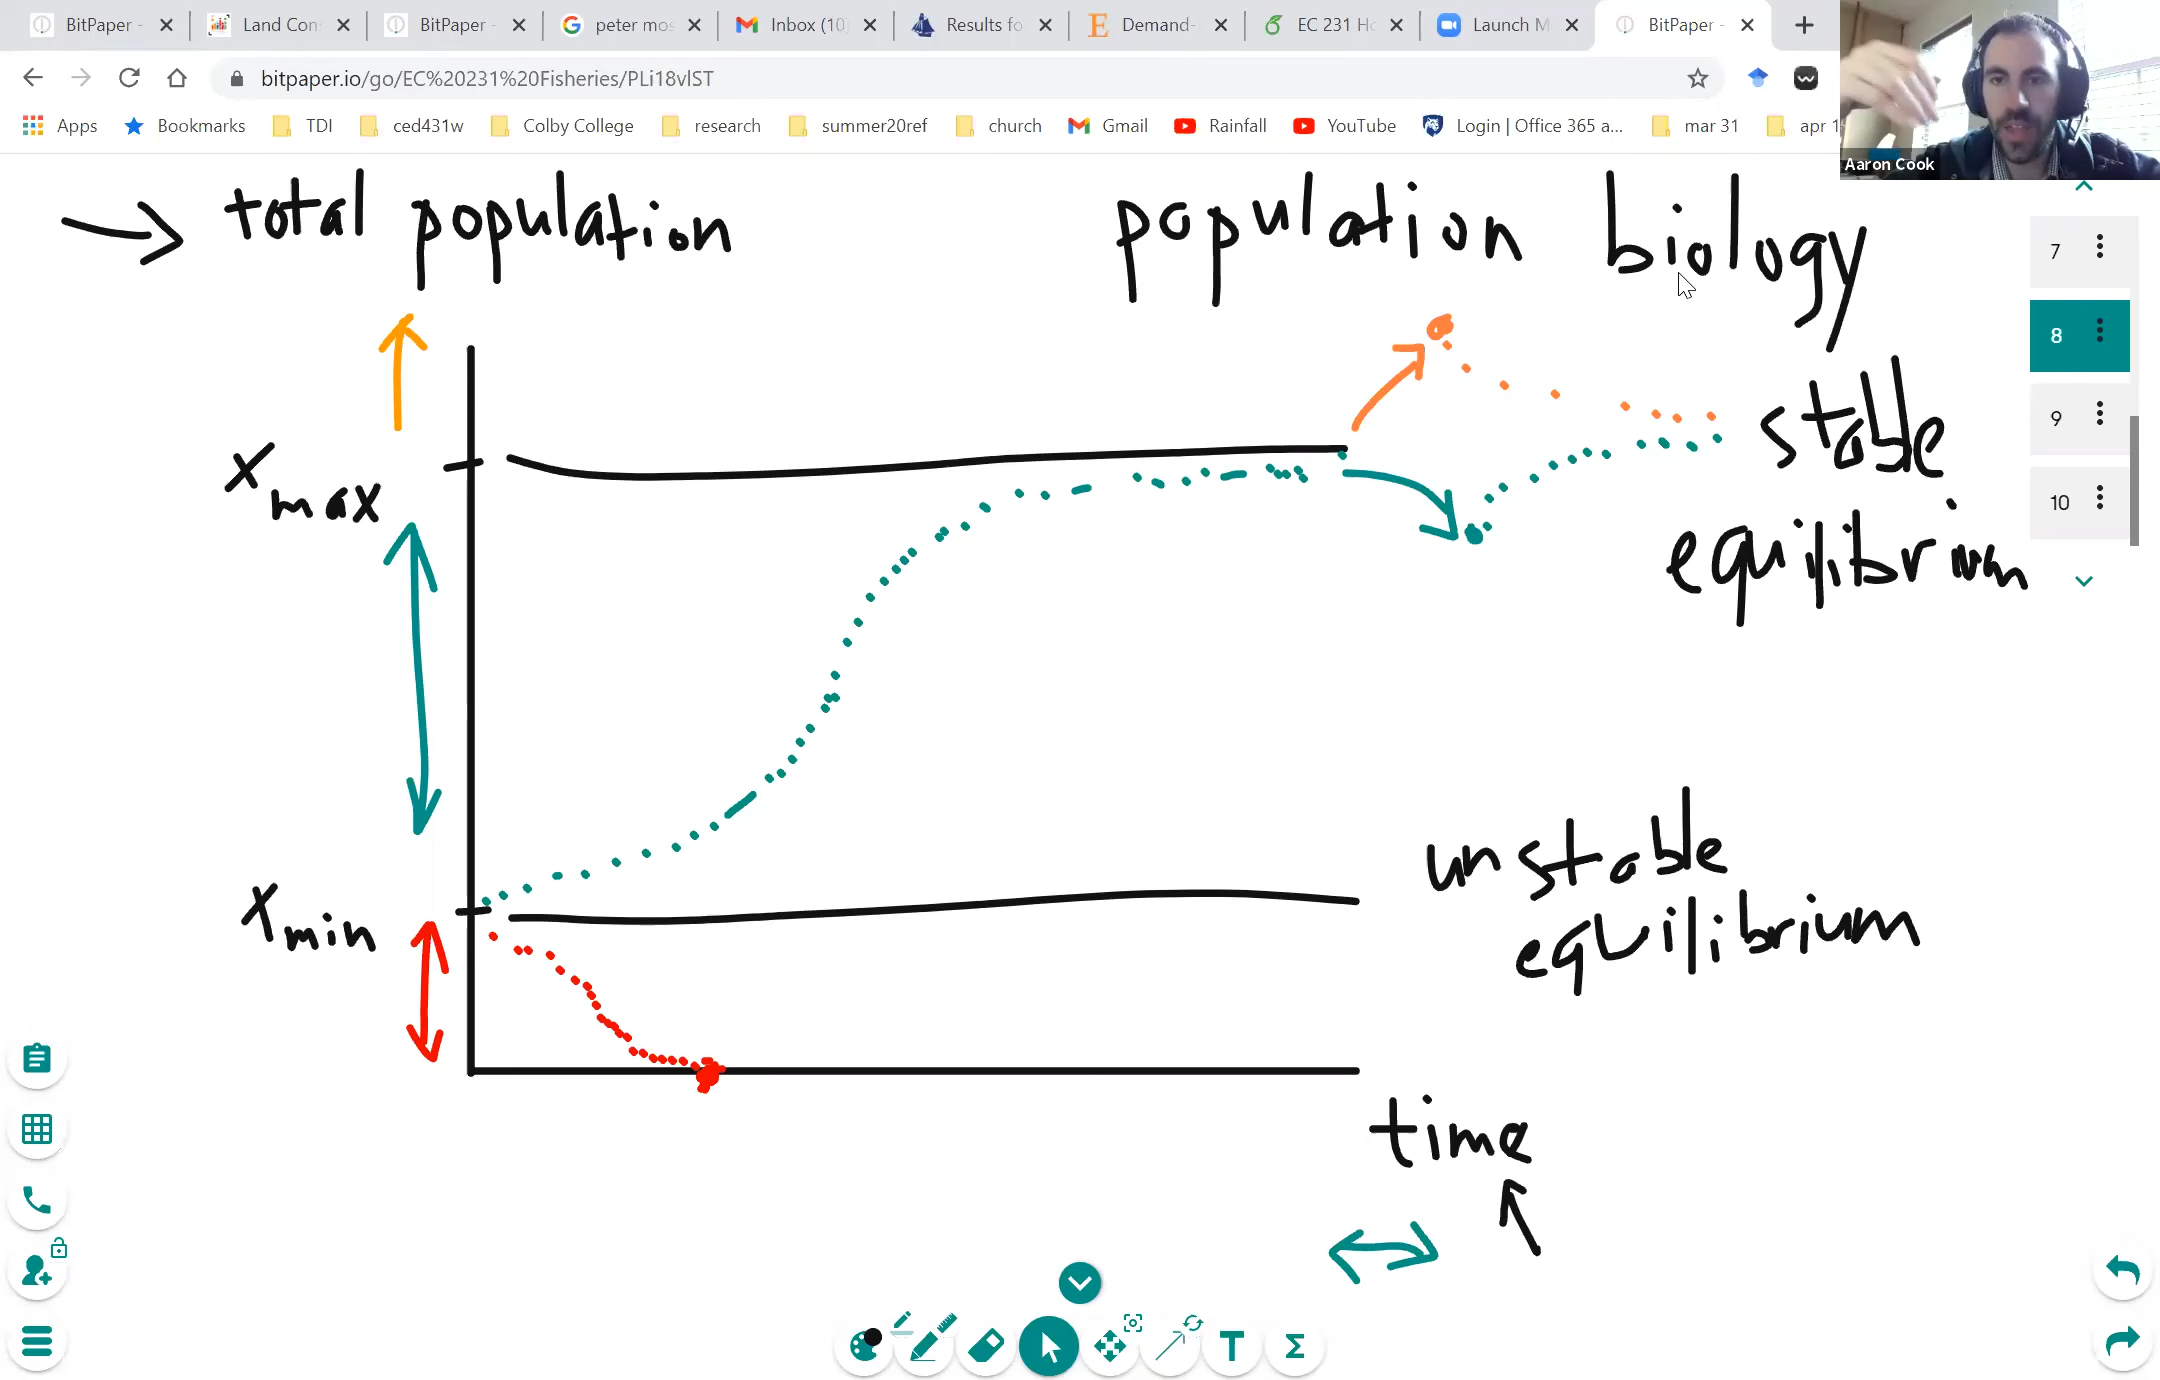 BitPaper - Land Con BitPaper - peter mos Inbox (10) Results fo Demand- EC 231 Ho Launch M BitPaper -
bitpaper.io/go/EC%20231%20Fisheries/PLi18vlST
Apps Bookmarks TDI ced431w Colby College research summer20ref church Gmail Rainfall YouTube Login | Office 365 a... mar 31 apr 1
Aaron Cook
total population population biology
7
8
9
10
xmax
stable
equilibrium
xmin
unstable
equilibrium
time
T Σ